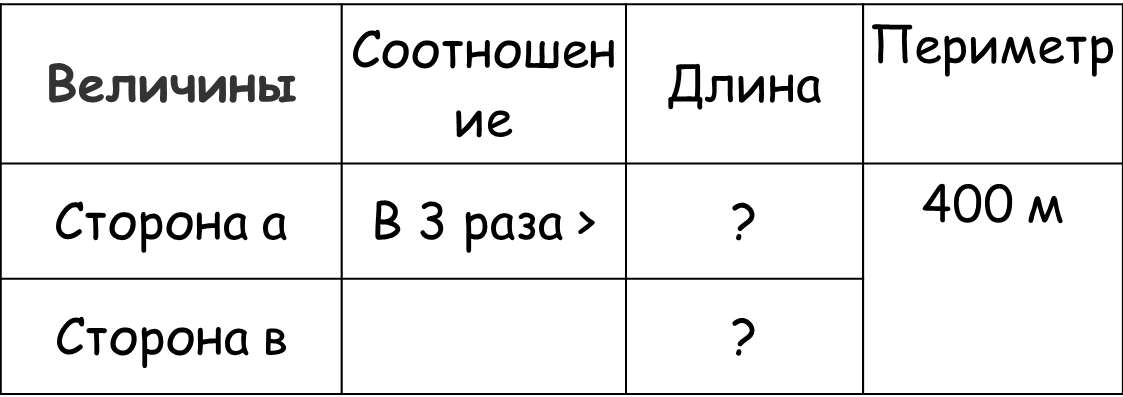 Величины
Соотношен
ие
Длина
Периметр
Сторона а
В 3 раза >
?
400 м
Сторона в
?